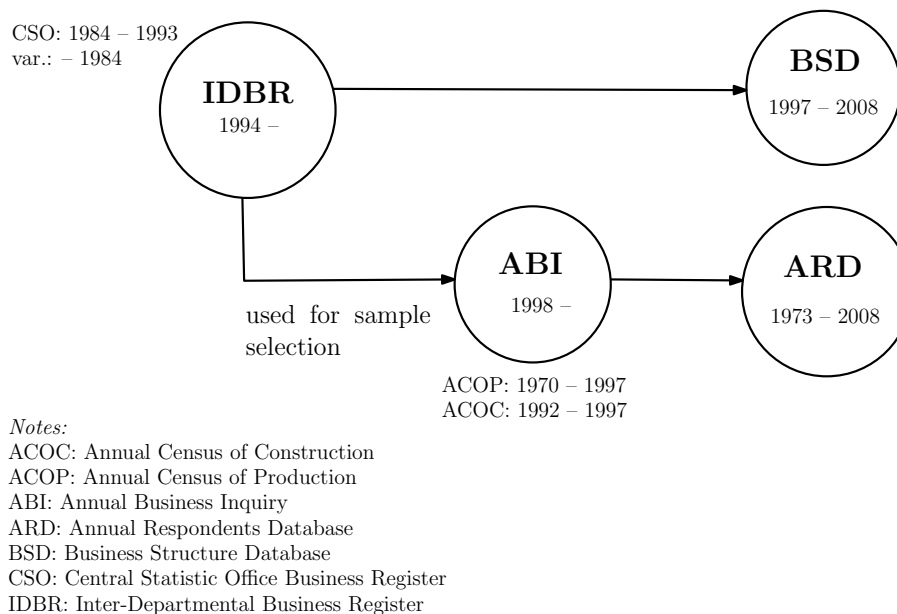 CSO: 1984 – 1993
var.: – 1984
IDBR
1994 –
BSD
1997 – 2008
ABI
1998 –
ARD
1973 – 2008
used for sample
selection
ACOP: 1970 – 1997
ACOC: 1992 – 1997
Notes:
ACOC: Annual Census of Construction
ACOP: Annual Census of Production
ABI: Annual Business Inquiry
ARD: Annual Respondents Database
BSD: Business Structure Database
CSO: Central Statistic Office Business Register
IDBR: Inter-Departmental Business Register